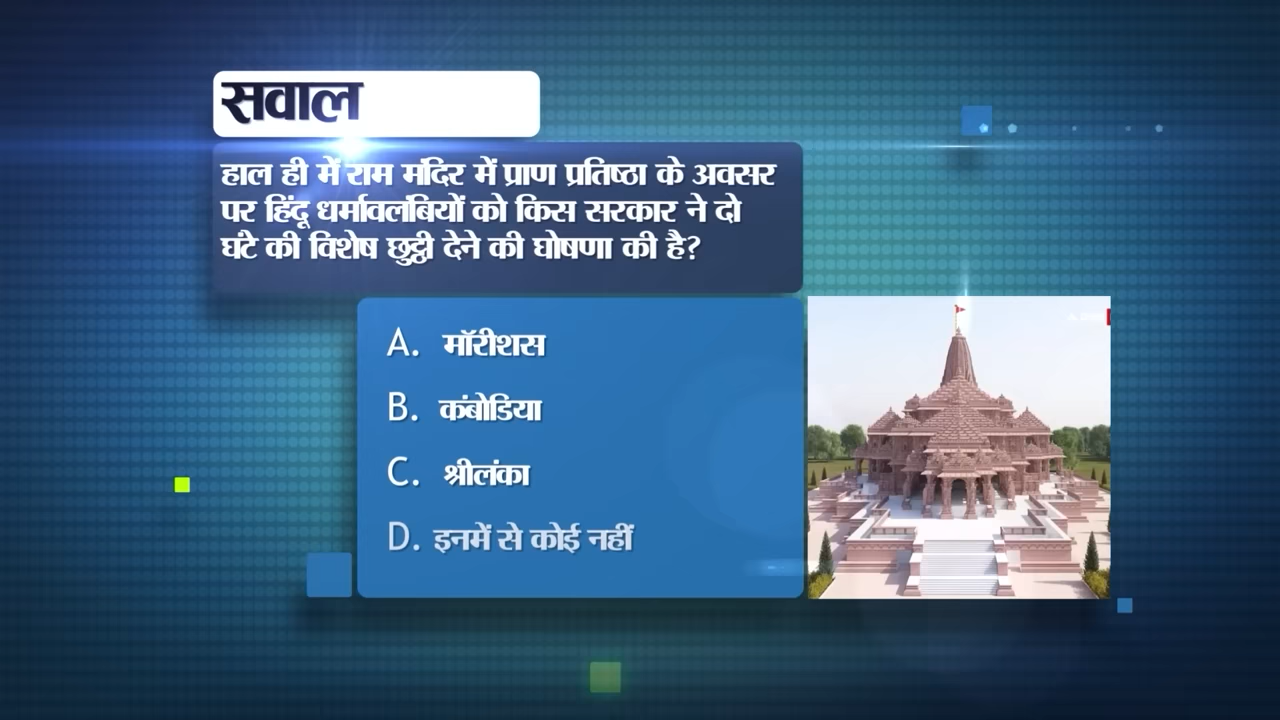 सवाल
हाल ही में राम मंदिर में प्राण प्रतिष्ठा के अवसर
पर हिंदू धर्मावलंबियों को किस सरकार ने दो
घंटे की विशेष छुट्टी देने की घोषणा की है?
A. मॉरीशस
B. कंबोडिया
C. श्रीलंका
D. इनमें से कोई नहीं